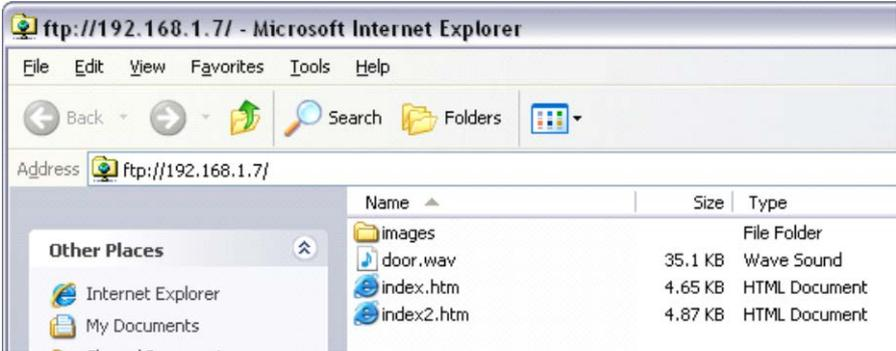 ftp://192.168.1.7/ - Microsoft Internet Explorer
File Edit View Favorites Tools Help
Back Search Folders
Address ftp://192.168.1.7/
Name Size Type
images File Folder
Other Places
door.wav 35.1 KB Wave Sound
Internet Explorer
index.htm 4.65 KB HTML Document
My Documents
index2.htm 4.87 KB HTML Document